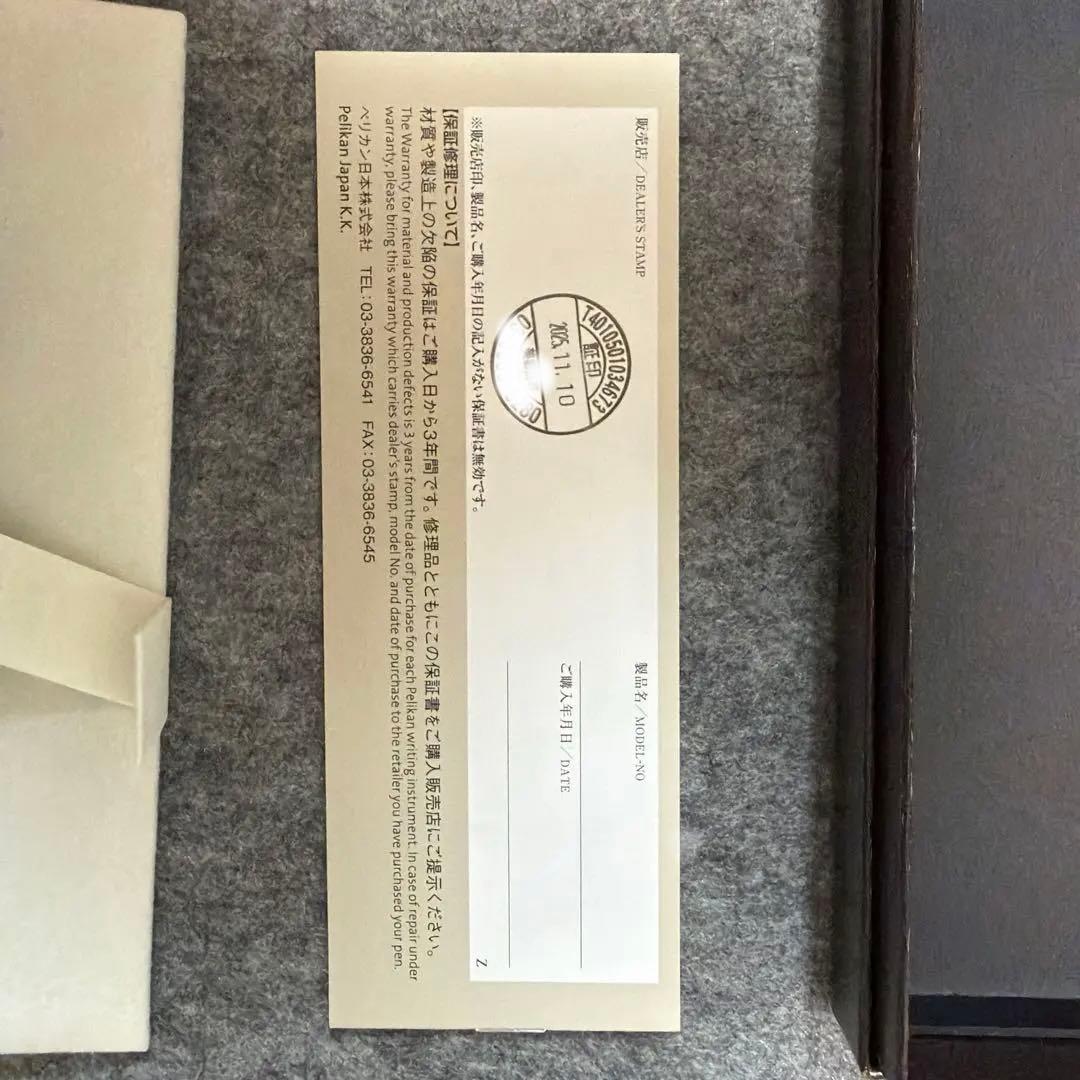 販売店／DEALER'S STAMP
T4010501034673
証印
2025.11.10
製品名／MODEL-NO
ご購入年月日／DATE
※販売店印、製品名、ご購入年月日の記入がない保証書は無効です。
Z
【保証修理について】
材質や製造上の欠陥の保証はご購入日から3年間です。修理品とともにこの保証書をご購入販売店にご提示ください。
The Warranty for material and production defects is 3 years from the date of purchase for each Pelikan writing instrument. In case of repair under
warranty, please bring this warranty which carries dealer's stamp, model No. and date of purchase to the retailer you have purchased your pen.
ペリカン日本株式会社 TEL：03-3836-6541 FAX：03-3836-6545
Pelikan Japan K.K.